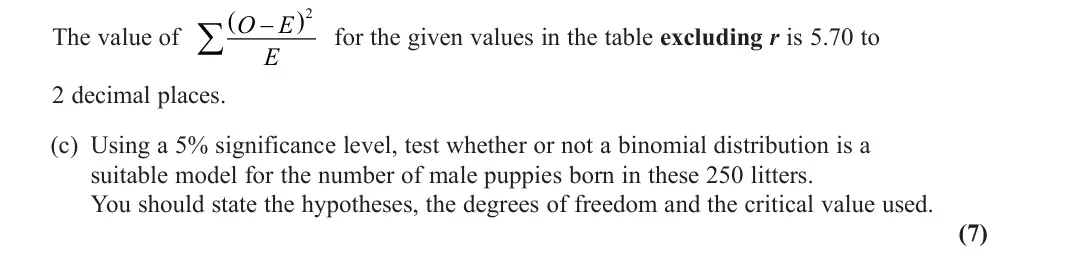 The value of $\sum \frac{(O-E)^2}{E}$ for the given values in the table excluding r is 5.70 to
2 decimal places.
(c) Using a 5% significance level, test whether or not a binomial distribution is a
suitable model for the number of male puppies born in these 250 litters.
You should state the hypotheses, the degrees of freedom and the critical value used.
(7)